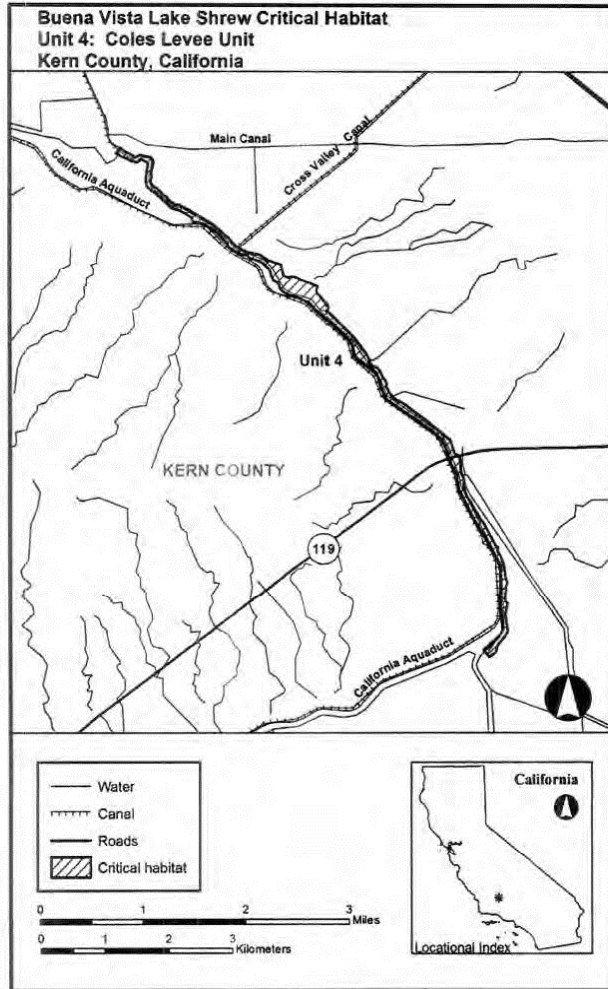 Buena Vista Lake Shrew Critical Habitat
Unit 4: Coles Levee Unit
Kern County, California
Main Canal
Cross Valley Canal
California Aquaduct
Unit 4
KERN COUNTY
119
California Aquaduct
Water
Canal
Roads
Critical habitat
0 1 2 3
Miles
0 1 2 3
Kilometers
California
Locational Index